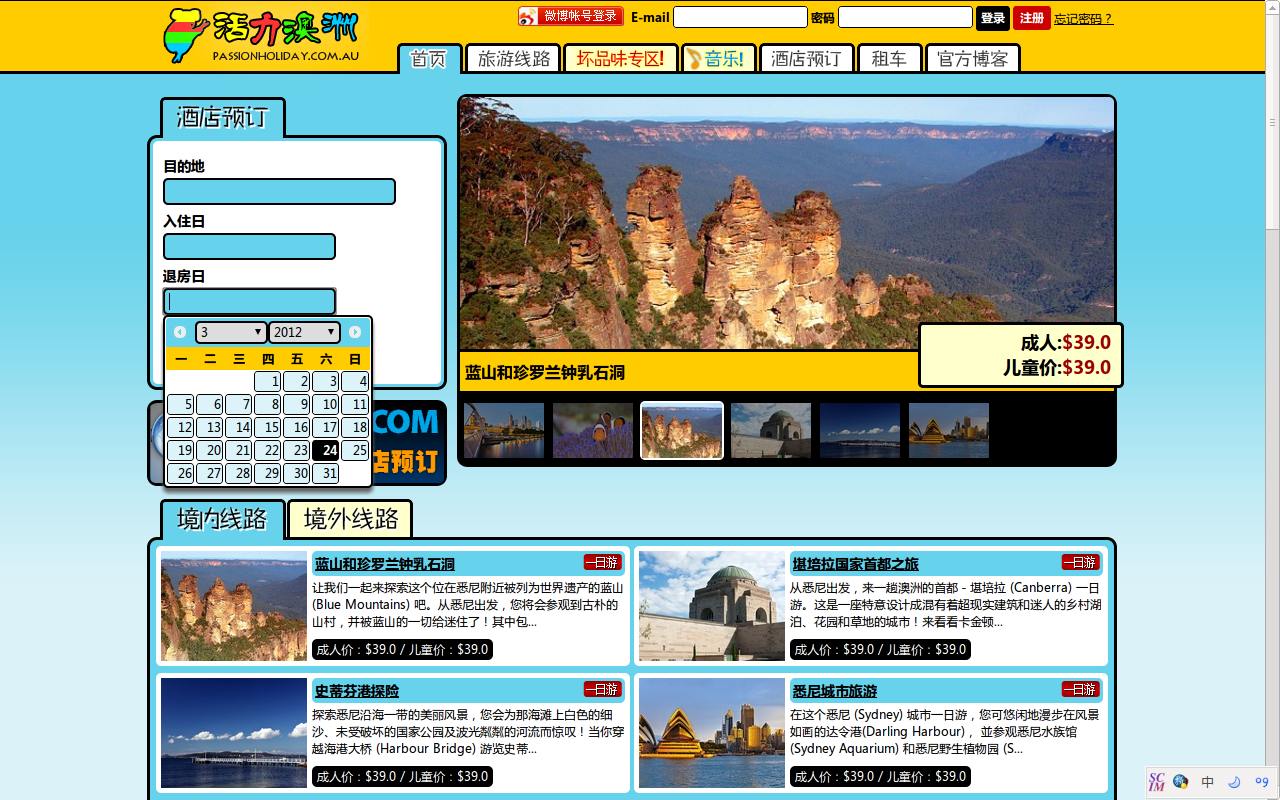 活力澳洲
PASSIONHOLIDAY.COM.AU
微博帐号登录 E-mail 密码 登录 注册 忘记密码？
首页 旅游线路 坏品味专区! 音乐! 酒店预订 租车 官方博客
酒店预订
目的地
入住日
退房日
3 2012
一 二 三 四 五 六 日
1 2 3 4
5 6 7 8 9 10 11
12 13 14 15 16 17 18
19 20 21 22 23 24 25
26 27 28 29 30 31
COM
店预订
成人:$39.0
儿童价:$39.0
蓝山和珍罗兰钟乳石洞
境内线路 境外线路
蓝山和珍罗兰钟乳石洞 一日游
让我们一起来探索这个位在悉尼附近被列为世界遗产的蓝山
(Blue Mountains) 吧。从悉尼出发，您将会参观到古朴的
山村，并被蓝山的一切给迷住了！其中包...
成人价：$39.0 / 儿童价：$39.0
堪培拉国家首都之旅 一日游
从悉尼出发，来一趟澳洲的首都 - 堪培拉 (Canberra) 一日
游。这是一座特意设计成混有着超现实建筑和迷人的乡村湖
泊、花园和草地的城市！来看看卡金顿...
成人价：$39.0 / 儿童价：$39.0
史蒂芬港探险 一日游
探索悉尼沿海一带的美丽风景，您会为那海滩上白色的细
沙、未受破坏的国家公园及波光粼粼的河流而惊叹！当你穿
越海港大桥 (Harbour Bridge) 游览史蒂...
成人价：$39.0 / 儿童价：$39.0
悉尼城市旅游 一日游
在这个悉尼 (Sydney) 城市一日游，您可悠闲地漫步在风景
如画的达令港(Darling Harbour)， 並参观悉尼水族馆
(Sydney Aquarium) 和悉尼野生植物园 (S...
成人价：$39.0 / 儿童价：$39.0
SCIM 中